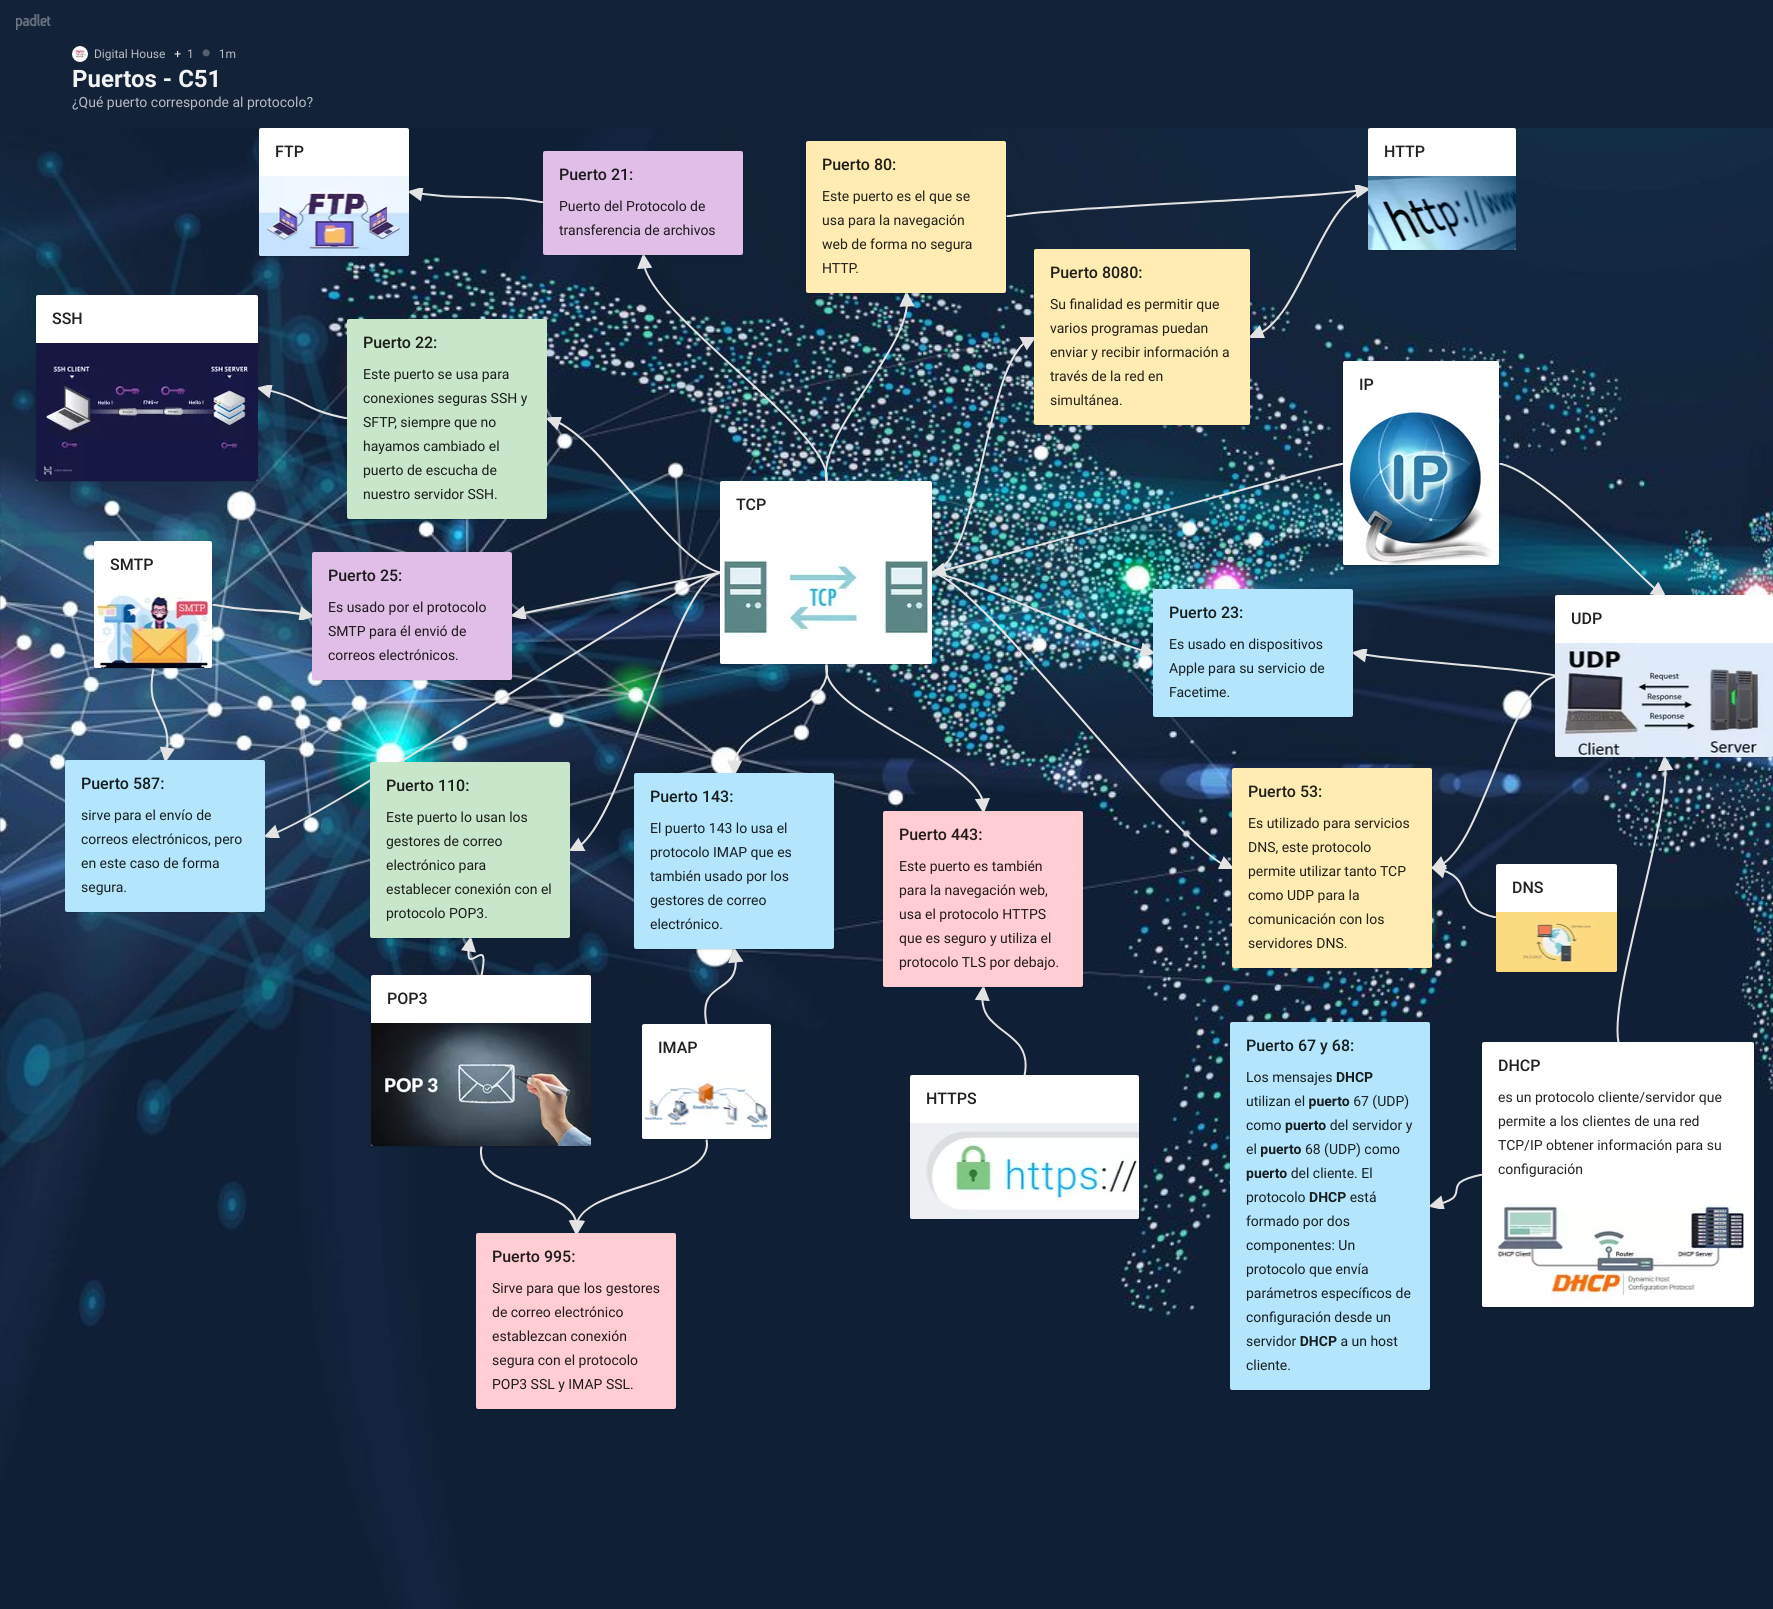 padlet
Digital House + 1 1m
Puertos - C51
¿Qué puerto corresponde al protocolo?
FTP
FTP
Puerto 21:
Puerto del Protocolo de
transferencia de archivos
Puerto 80:
Este puerto es el que se
usa para la navegación
web de forma no segura
HTTP.
HTTP
http://www
Puerto 8080:
Su finalidad es permitir que
varios programas puedan
enviar y recibir información a
través de la red en
simultánea.
SSH
SSH CLIENT
SSH SERVER
Hello !
Hello !
Puerto 22:
Este puerto se usa para
conexiones seguras SSH y
SFTP, siempre que no
hayamos cambiado el
puerto de escucha de
nuestro servidor SSH.
IP
IP
TCP
TCP
SMTP
SMTP
Puerto 25:
Es usado por el protocolo
SMTP para él envió de
correos electrónicos.
Puerto 23:
Es usado en dispositivos
Apple para su servicio de
Facetime.
UDP
UDP
Request
Response
Response
Client
Server
Puerto 587:
sirve para el envío de
correos electrónicos, pero
en este caso de forma
segura.
Puerto 110:
Este puerto lo usan los
gestores de correo
electrónico para
establecer conexión con el
protocolo POP3.
Puerto 143:
El puerto 143 lo usa el
protocolo IMAP que es
también usado por los
gestores de correo
electrónico.
Puerto 443:
Este puerto es también
para la navegación web,
usa el protocolo HTTPS
que es seguro y utiliza el
protocolo TLS por debajo.
Puerto 53:
Es utilizado para servicios
DNS, este protocolo
permite utilizar tanto TCP
como UDP para la
comunicación con los
servidores DNS.
DNS
POP3
POP 3
IMAP
Email Server
HTTPS
https://
Puerto 67 y 68:
Los mensajes DHCP
utilizan el puerto 67 (UDP)
como puerto del servidor y
el puerto 68 (UDP) como
puerto del cliente. El
protocolo DHCP está
formado por dos
componentes: Un
protocolo que envía
parámetros específicos de
configuración desde un
servidor DHCP a un host
cliente.
DHCP
es un protocolo cliente/servidor que
permite a los clientes de una red
TCP/IP obtener información para su
configuración
DHCP Client
Router
DHCP Server
DHCP
Dynamic Host
Configuration Protocol
Puerto 995:
Sirve para que los gestores
de correo electrónico
establezcan conexión
segura con el protocolo
POP3 SSL y IMAP SSL.